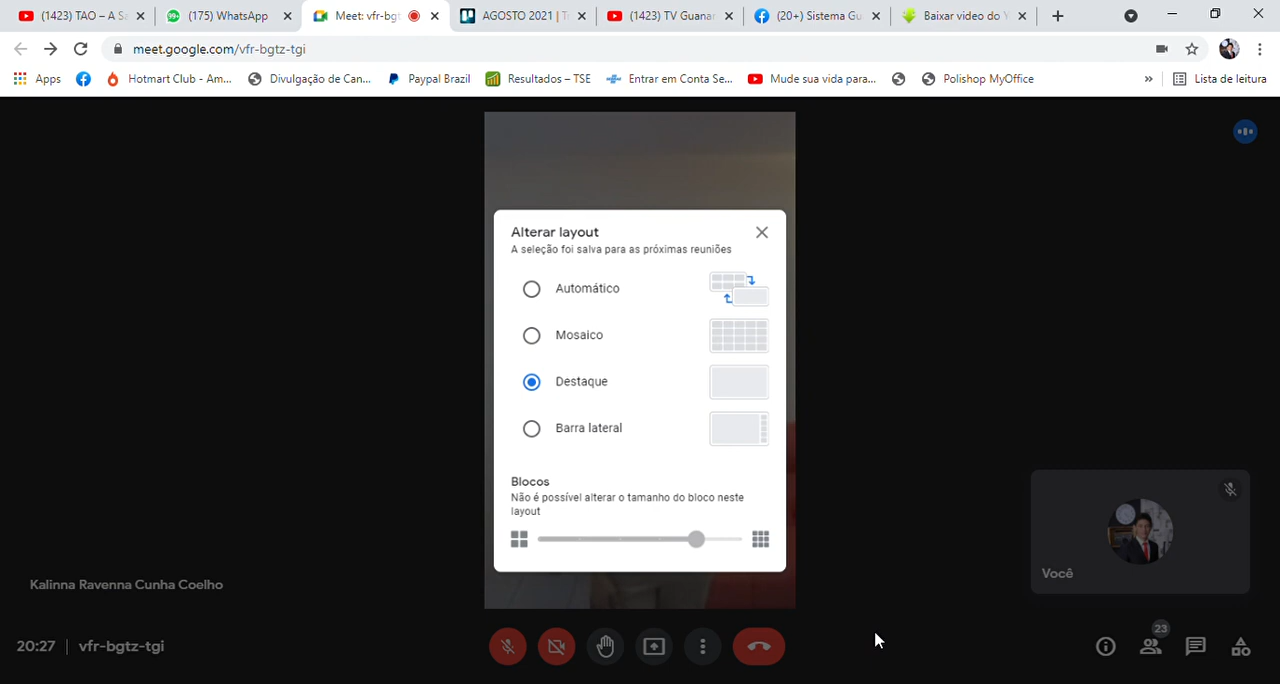 (1423) TAO – A Sa
(175) WhatsApp
Meet: vfr-bgt
AGOSTO 2021 | T
(1423) TV Guanar
(20+) Sistema Gu
Baixar video do Y
meet.google.com/vfr-bgtz-tgi
Apps
Hotmart Club - Am...
Divulgação de Can...
Paypal Brazil
Resultados – TSE
Entrar em Conta Se...
Mude sua vida para...
Polishop MyOffice
»
Lista de leitura
Alterar layout
A seleção foi salva para as próximas reuniões
Automático
Mosaico
Destaque
Barra lateral
Blocos
Não é possível alterar o tamanho do bloco neste
layout
Você
Kalinna Ravenna Cunha Coelho
20:27 | vfr-bgtz-tgi
23